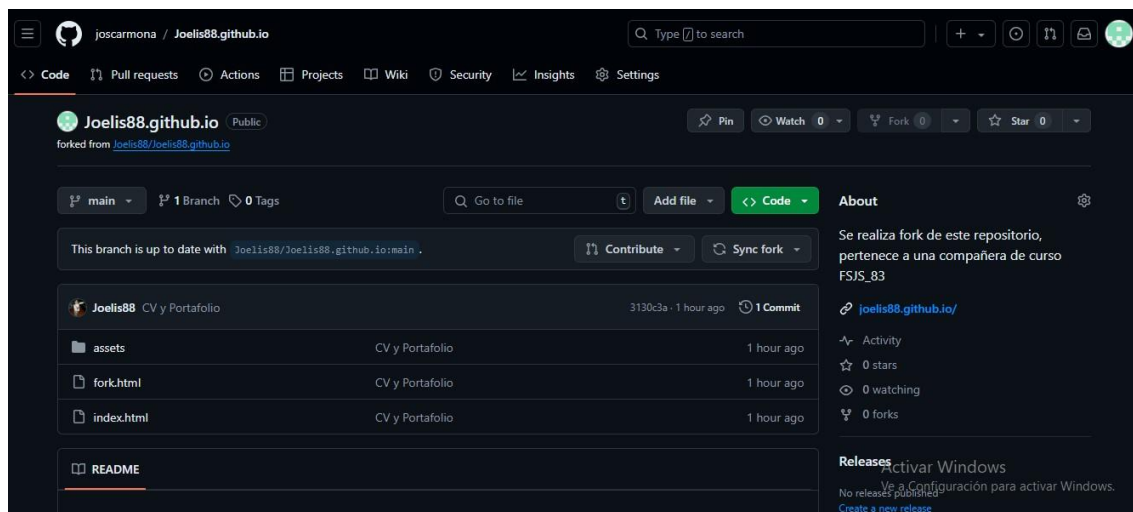 joscarmona / Joelis88.github.io
Type / to search
Code Pull requests Actions Projects Wiki Security Insights Settings
Joelis88.github.io Public
Pin Watch 0 Fork 0 Star 0
forked from Joelis88/Joelis88.github.io
main 1 Branch 0 Tags
Go to file t Add file Code
This branch is up to date with Joelis88/Joelis88.github.io:main .
Contribute Sync fork
Joelis88 CV y Portafolio 3130c3a · 1 hour ago 1 Commit
assets CV y Portafolio 1 hour ago
fork.html CV y Portafolio 1 hour ago
index.html CV y Portafolio 1 hour ago
README
About
Se realiza fork de este repositorio,
pertenece a una compañera de curso
FSJS_83
joelis88.github.io/
Activity
0 stars
0 watching
0 forks
Releases
No releases published
Create a new release
Activar Windows
Ve a Configuración para activar Windows.